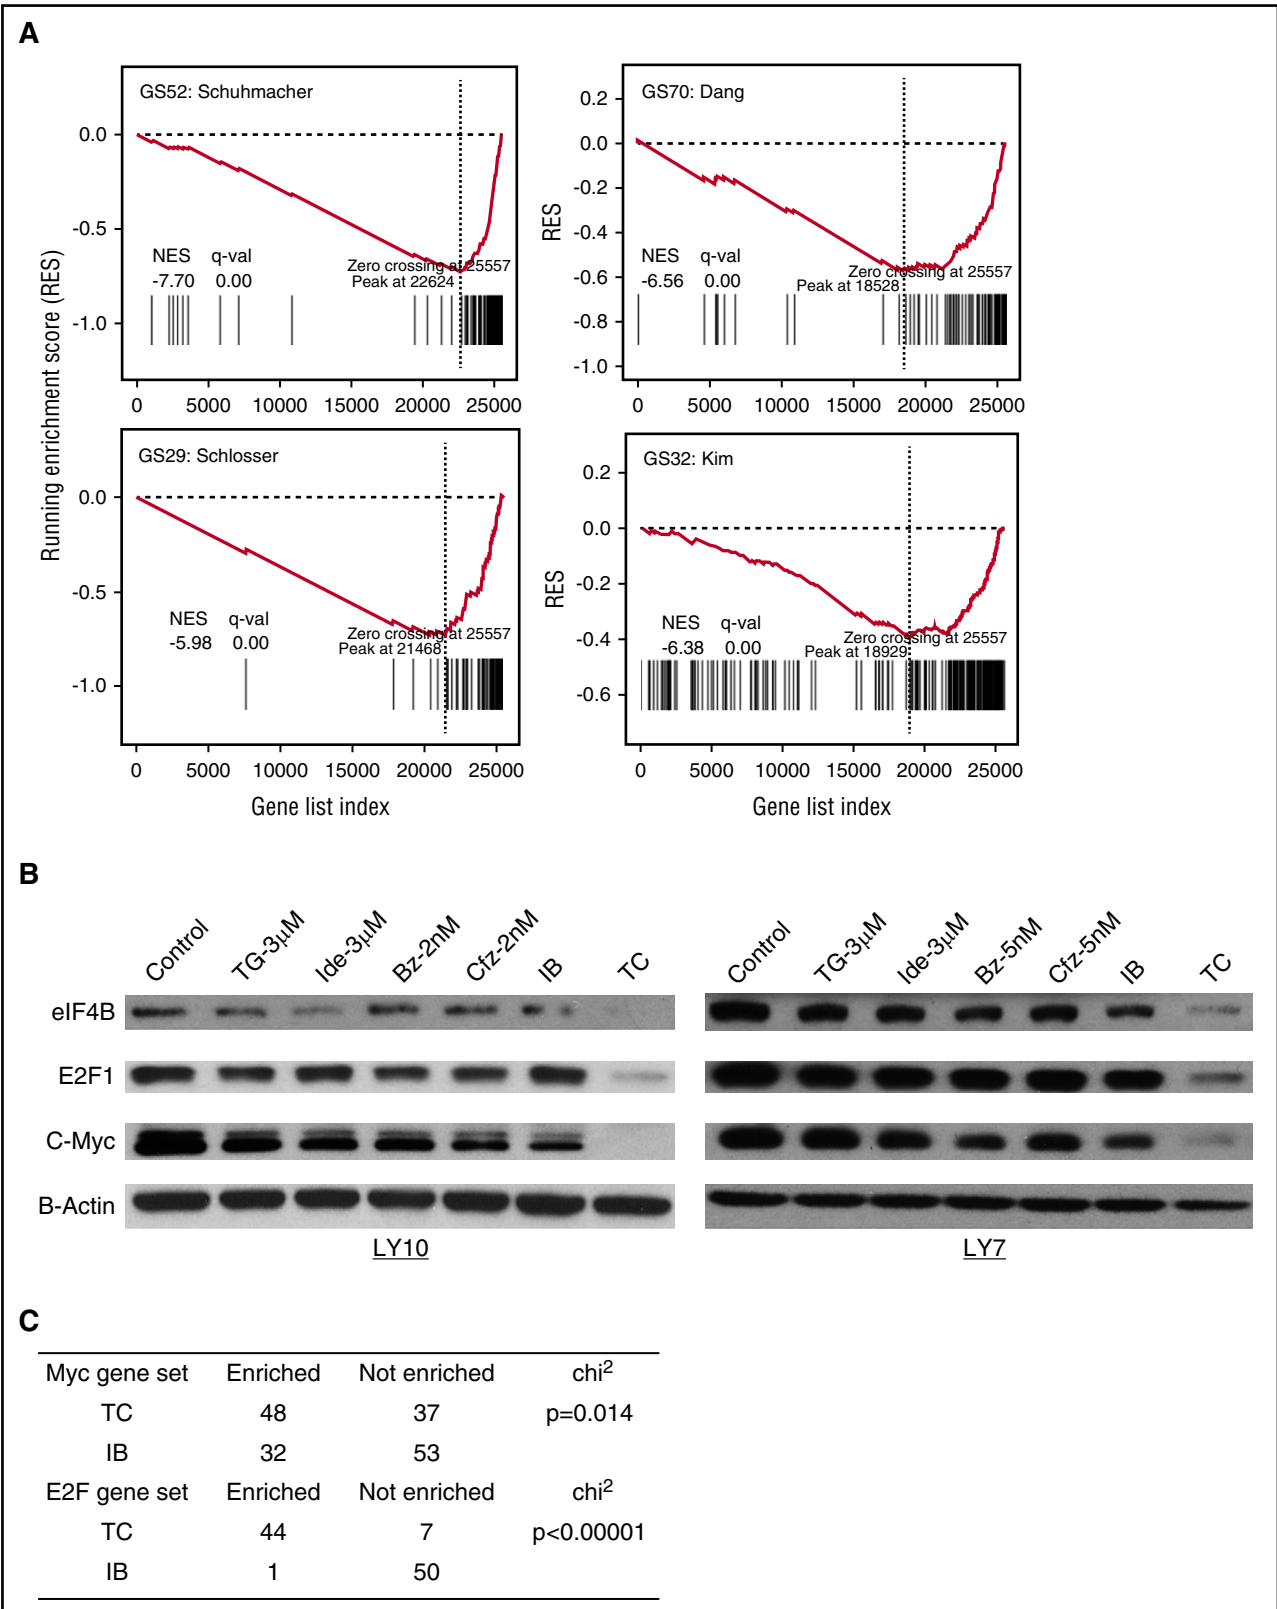 A
Running enrichment score (RES)
GS52: Schuhmacher
0.0
-0.5
-1.0
NES q-val
-7.70 0.00
Zero crossing at 25557
Peak at 22624
0 5000 10000 15000 20000 25000
GS70: Dang
RES
0.2
0.0
-0.2
-0.4
-0.6
-0.8
-1.0
NES q-val
-6.56 0.00
Zero crossing at 25557
Peak at 18528
0 5000 10000 15000 20000 25000
GS29: Schlosser
0.0
-0.5
-1.0
NES q-val
-5.98 0.00
Zero crossing at 25557
Peak at 21468
0 5000 10000 15000 20000 25000
Gene list index
GS32: Kim
RES
0.2
0.0
-0.2
-0.4
-0.6
NES q-val
-6.38 0.00
Zero crossing at 25557
Peak at 18929
0 5000 10000 15000 20000 25000
Gene list index
B
Control TG-3µM Ide-3µM Bz-2nM Cfz-2nM IB TC
Control TG-3µM Ide-3µM Bz-5nM Cfz-5nM IB TC
eIF4B
E2F1
C-Myc
B-Actin
LY10
LY7
C
Myc gene set Enriched Not enriched chi²
TC 48 37 p=0.014
IB 32 53
E2F gene set Enriched Not enriched chi²
TC 44 7 p<0.00001
IB 1 50